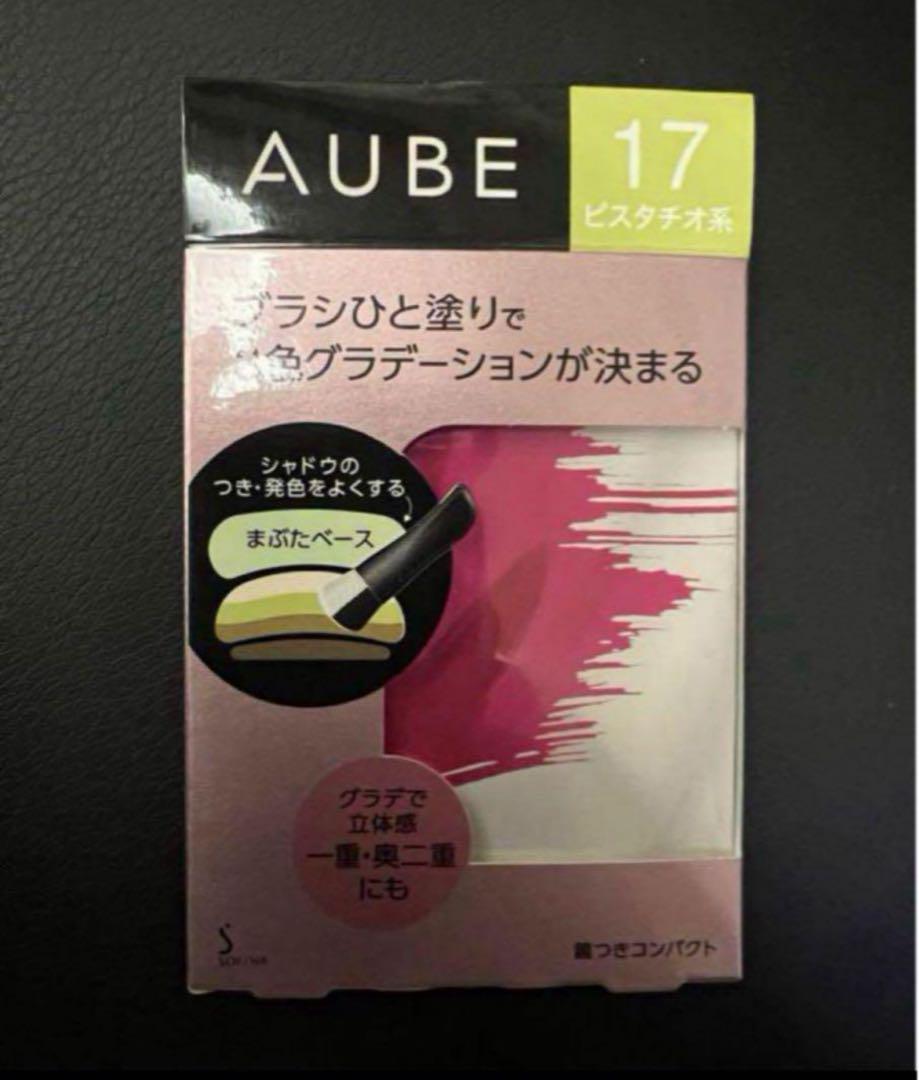 AUBE
17
ピスタチオ系
ブラシひと塗りで
色グラデーションが決まる
シャドウの
つき・発色をよくする
まぶたベース
グラデで
立体感
一重・奥二重
にも
S
SOFINA
鏡つきコンパクト